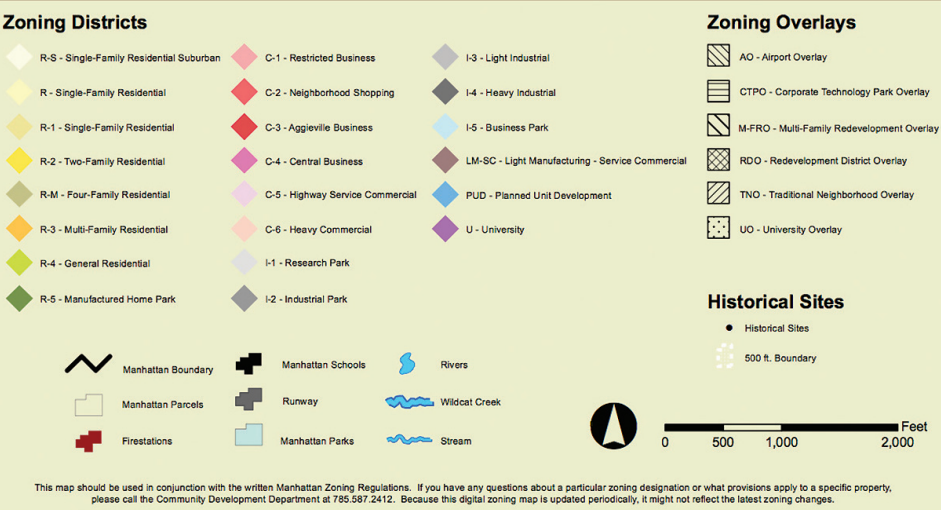 Zoning Districts
R-S - Single-Family Residential Suburban
R - Single-Family Residential
R-1 - Single-Family Residential
R-2 - Two-Family Residential
R-M - Four-Family Residential
R-3 - Multi-Family Residential
R-4 - General Residential
R-5 - Manufactured Home Park
C-1 - Restricted Business
C-2 - Neighborhood Shopping
C-3 - Aggieville Business
C-4 - Central Business
C-5 - Highway Service Commercial
C-6 - Heavy Commercial
I-1 - Research Park
I-2 - Industrial Park
I-3 - Light Industrial
I-4 - Heavy Industrial
I-5 - Business Park
LM-SC - Light Manufacturing - Service Commercial
PUD - Planned Unit Development
U - University
Zoning Overlays
AO - Airport Overlay
CTPO - Corporate Technology Park Overlay
M-FRO - Multi-Family Redevelopment Overlay
RDO - Redevelopment District Overlay
TNO - Traditional Neighborhood Overlay
UO - University Overlay
Historical Sites
Historical Sites
500 ft. Boundary
Manhattan Boundary
Manhattan Parcels
Firestations
Manhattan Schools
Runway
Manhattan Parks
Rivers
Wildcat Creek
Stream
Feet
0 500 1,000 2,000
This map should be used in conjunction with the written Manhattan Zoning Regulations. If you have any questions about a particular zoning designation or what provisions apply to a specific property,
please call the Community Development Department at 785.587.2412. Because this digital zoning map is updated periodically, it might not reflect the latest zoning changes.